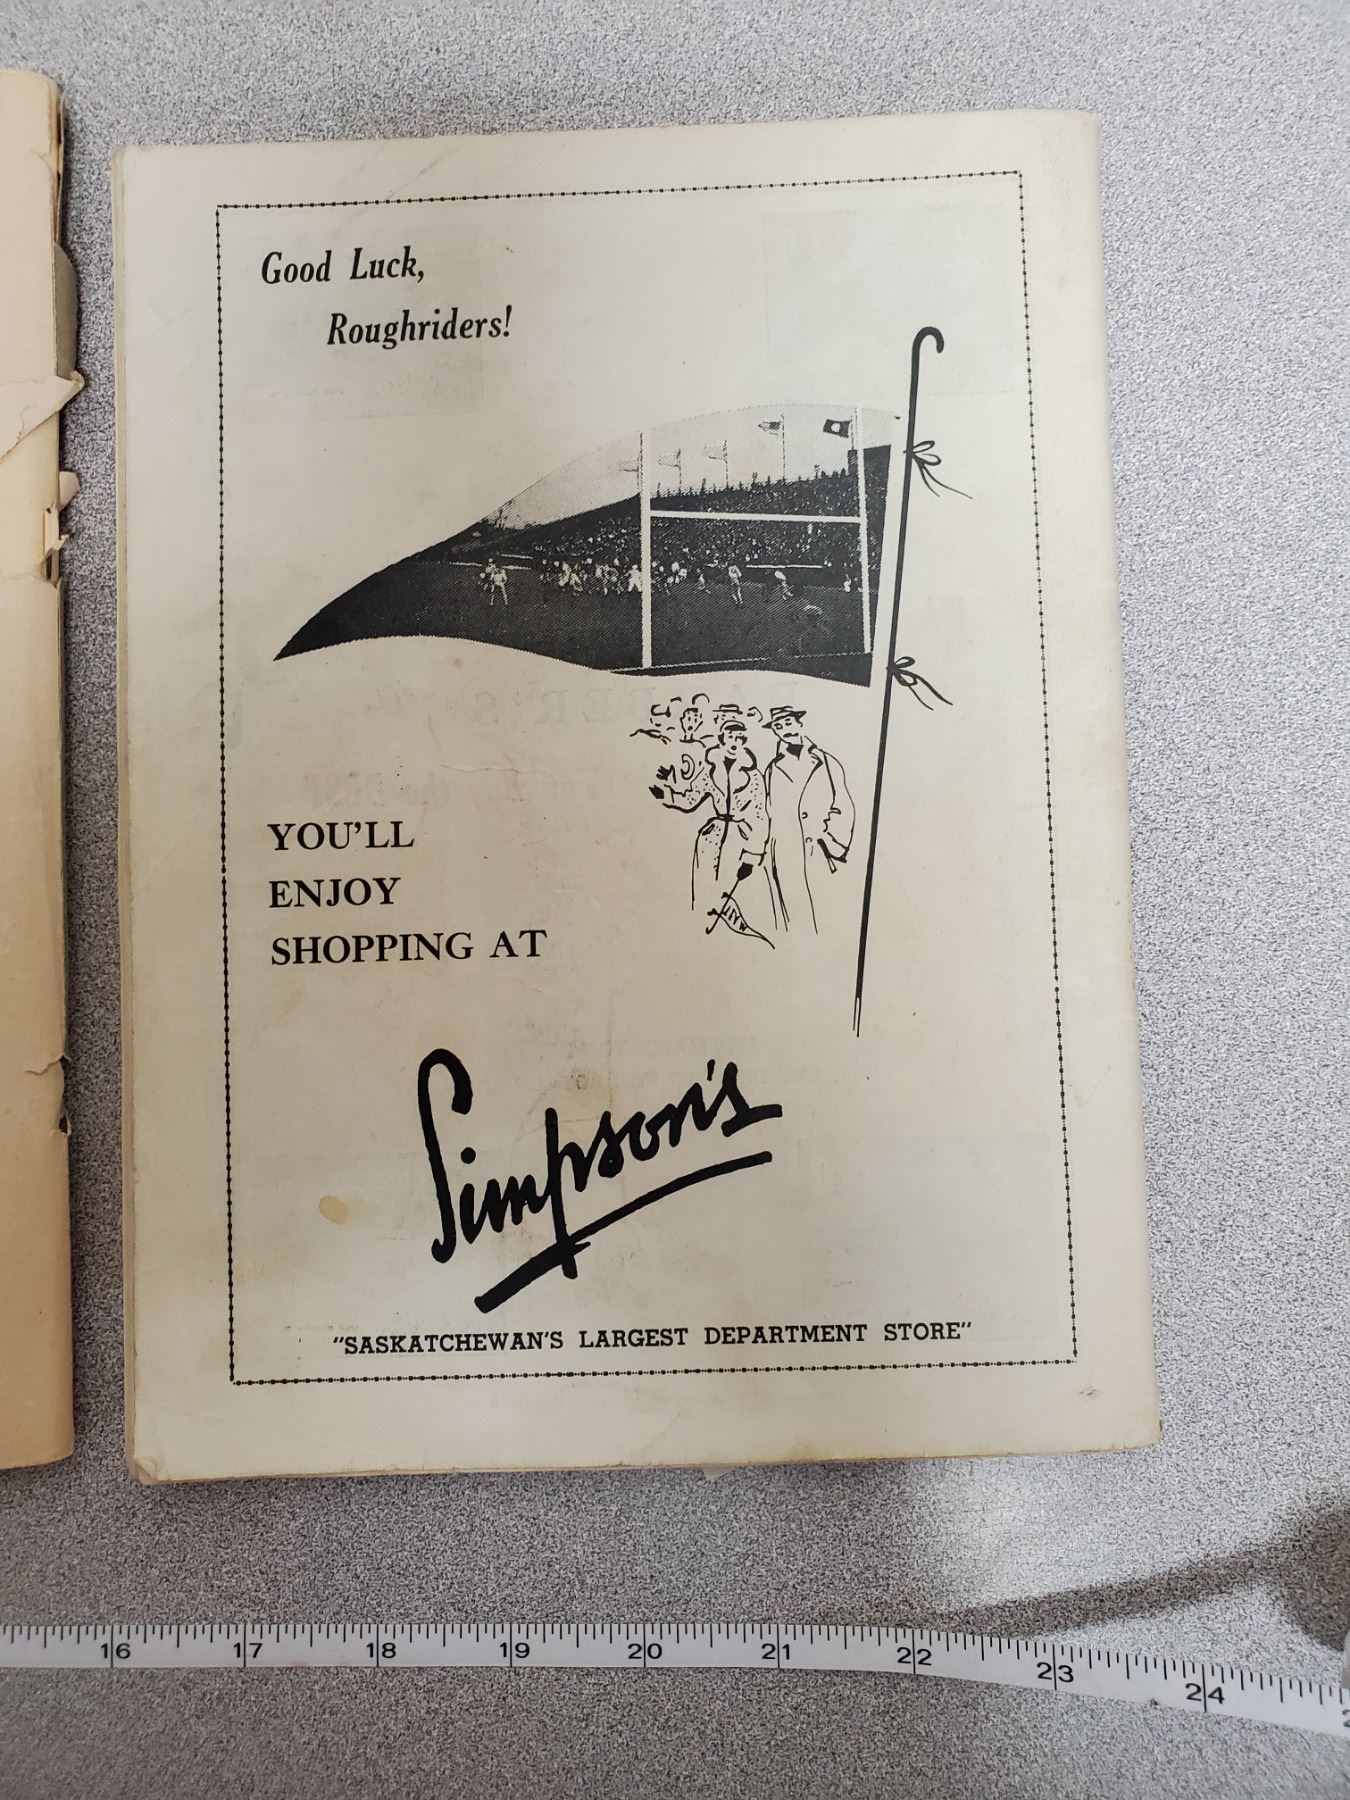 Good Luck,
Roughriders!
YOU'LL
ENJOY
SHOPPING AT
Simpson's
"SASKATCHEWAN'S LARGEST DEPARTMENT STORE"
16 17 18 19 20 21 22 23 24